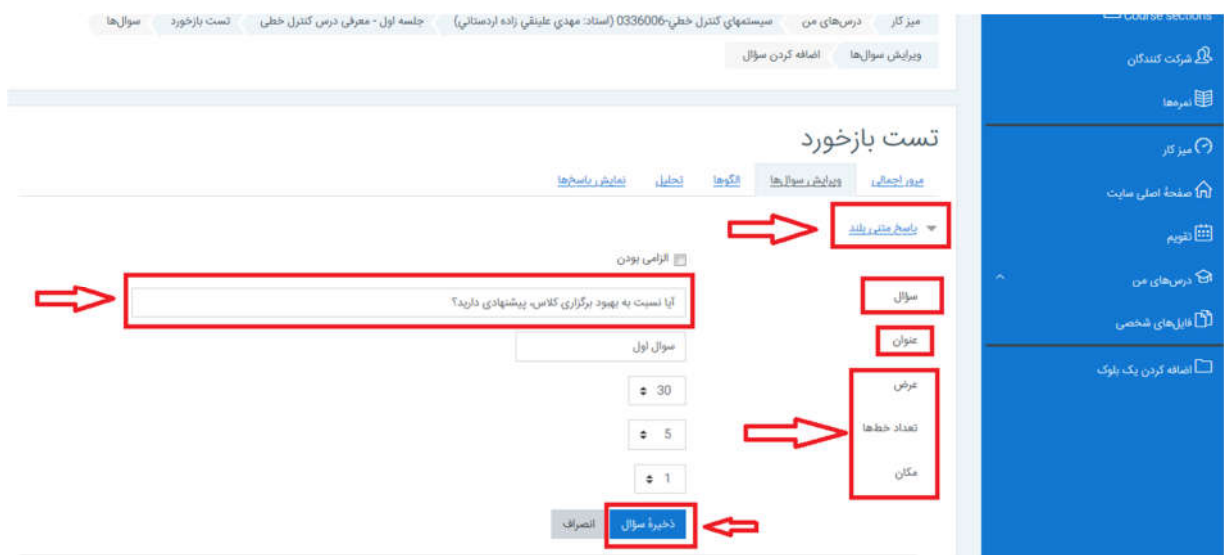 میز کار درس‌های من سیستمهاي کنترل خطي-0336006 (استاد: مهدي علینقي زاده اردستاني) جلسه اول - معرفی درس کنترل خطی تست بازخورد سوال‌ها
ویرایش سوال‌ها اضافه کردن سؤال
تست بازخورد
مرور اجمالی ویرایش سوال‌ها الگوها تحلیل نمایش پاسخ‌ها
پاسخ متنی بلند
الزامی بودن
سؤال آیا نسبت به بهبود برگزاری کلاس، پیشنهادی دارید؟
عنوان سوال اول
عرض 30
تعداد خط‌ها 5
مکان 1
ذخیرهٔ سؤال انصراف
Course sections
شرکت کنندگان
نمره‌ها
میز کار
صفحهٔ اصلی سایت
تقویم
درس‌های من
فایل‌های شخصی
اضافه کردن یک بلوک